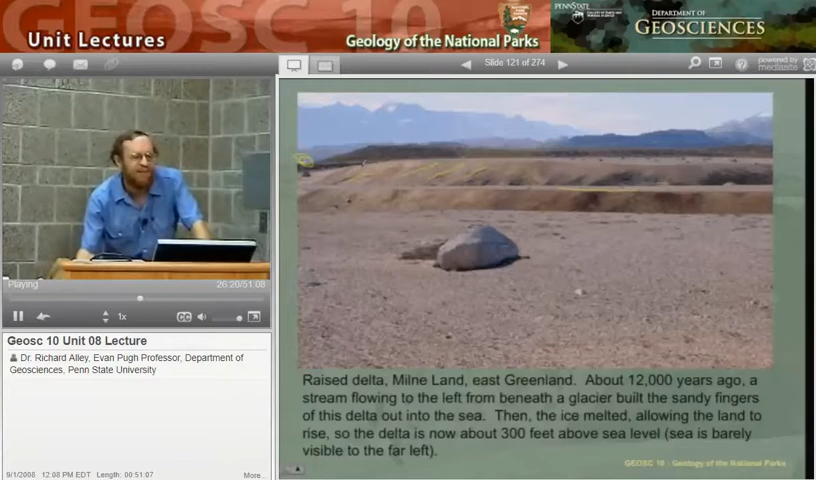 GEOSC 10
Unit Lectures
Geology of the National Parks
PENNSTATE
DEPARTMENT OF
GEOSCIENCES
Slide 121 of 274
powered by
mediasite
Playing
26:20/51:08
1x
CC
Geosc 10 Unit 08 Lecture
Dr. Richard Alley, Evan Pugh Professor, Department of
Geosciences, Penn State University
9/1/2008 12:08 PM EDT Length: 00:51:07
More...
Raised delta, Milne Land, east Greenland. About 12,000 years ago, a
stream flowing to the left from beneath a glacier built the sandy fingers
of this delta out into the sea. Then, the ice melted, allowing the land to
rise, so the delta is now about 300 feet above sea level (sea is barely
visible to the far left).
GEOSC 10 : Geology of the National Parks